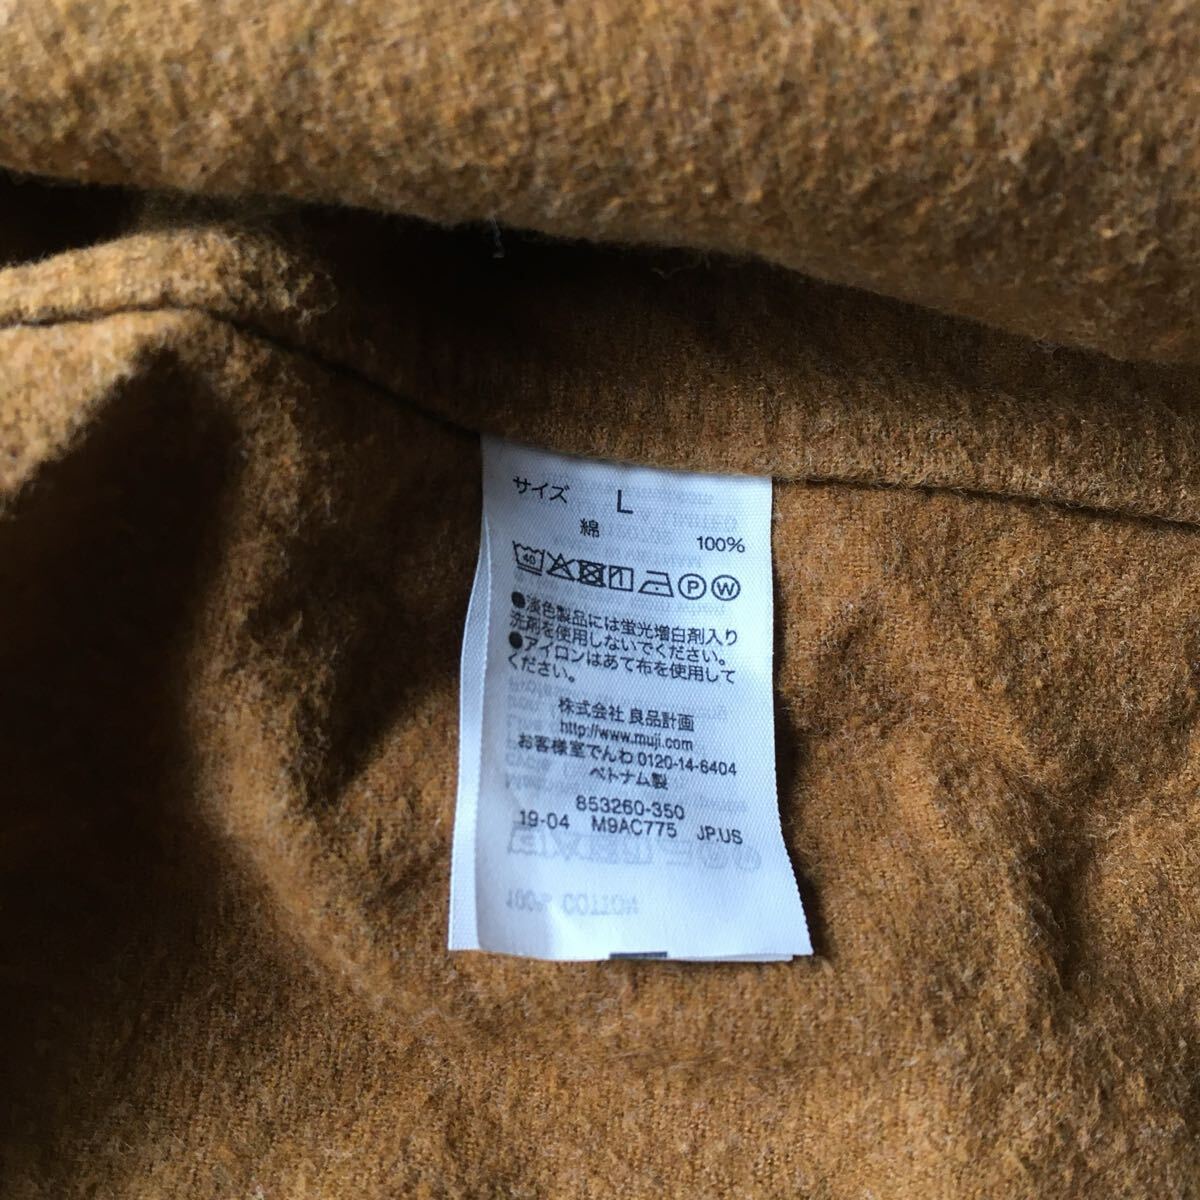 サイズ L
綿 100%
40 P W
●淡色製品には蛍光増白剤入り
洗剤を使用しないでください。
●アイロンはあて布を使用して
ください。
株式会社 良品計画
http://www.muji.com
お客様室でんわ 0120-14-6404
ベトナム製
853260-350
19-04 M9AC775 JP.US
100% COTTON